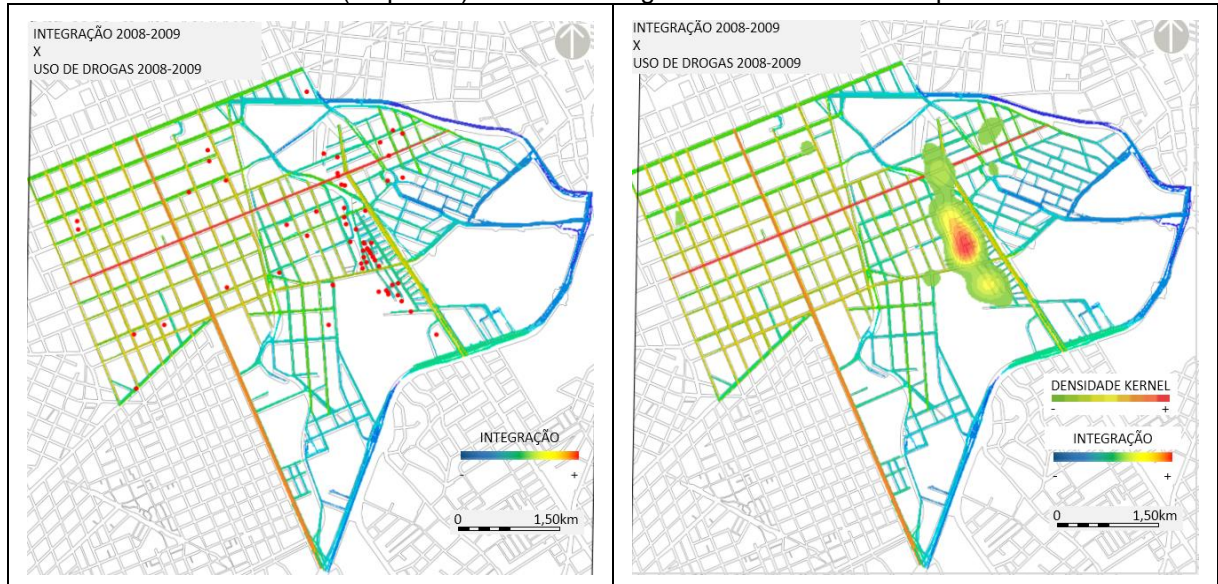 INTEGRAÇÃO 2008-2009
X
USO DE DROGAS 2008-2009
INTEGRAÇÃO
- +
0 1,50km
INTEGRAÇÃO 2008-2009
X
USO DE DROGAS 2008-2009
DENSIDADE KERNEL
- +
INTEGRAÇÃO
- +
0 1,50km